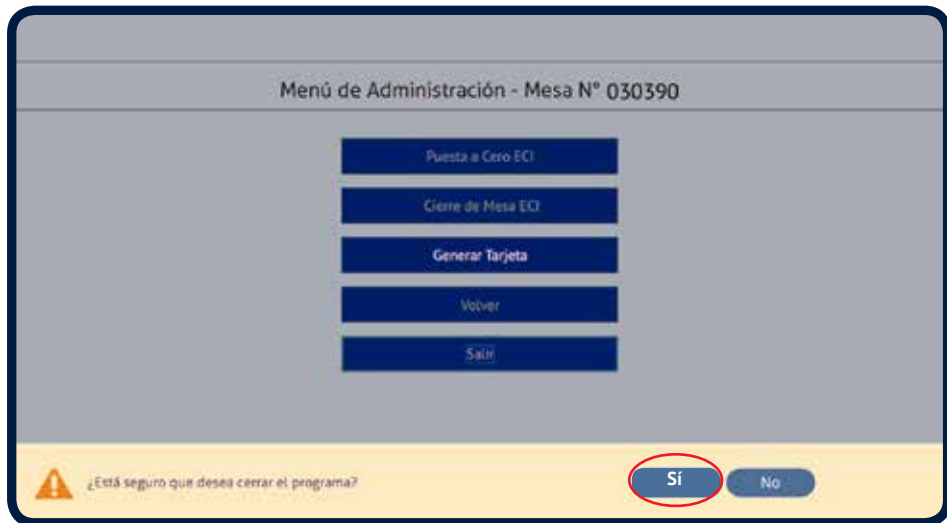 Menú de Administración - Mesa N° 030390
Puesta a Cero ECI
Cierre de Mesa ECI
Generar Tarjeta
Volver
Salir
¿Está seguro que desea cerrar el programa?
Sí
No